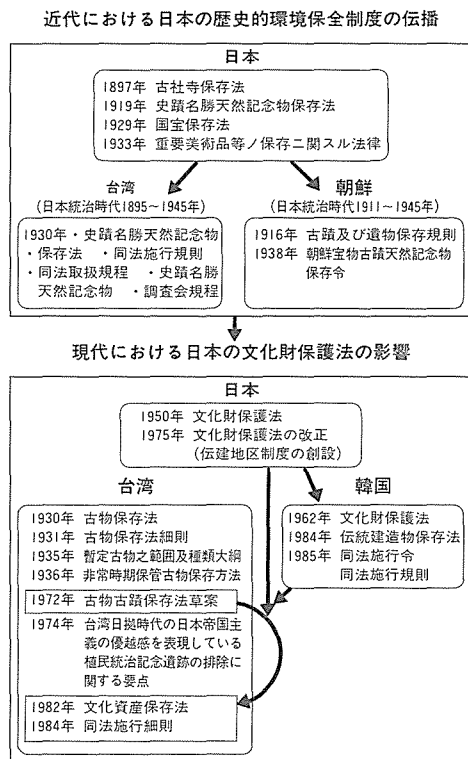 近代における日本の歴史的環境保全制度の伝播
日本
1897年 古社寺保存法
1919年 史蹟名勝天然記念物保存法
1929年 国宝保存法
1933年 重要美術品等ノ保存ニ関スル法律
台湾
(日本統治時代1895〜1945年)
1930年・史蹟名勝天然記念物
・保存法 ・同法施行規則
・同法取扱規程 ・史蹟名勝
天然記念物 ・調査会規程
朝鮮
(日本統治時代1911〜1945年)
1916年 古蹟及び遺物保存規則
1938年 朝鮮宝物古蹟天然記念物
保存令
現代における日本の文化財保護法の影響
日本
1950年 文化財保護法
1975年 文化財保護法の改正
(伝建地区制度の創設)
台湾
1930年 古物保存法
1931年 古物保存法細則
1935年 暫定古物之範囲及種類大綱
1936年 非常時期保管古物保存方法
1972年 古物古蹟保存法草案
1974年 台湾日拠時代の日本帝国主
義の優越感を表現している
植民統治記念遺跡の排除に
関する要点
1982年 文化資産保存法
1984年 同法施行細則
韓国
1962年 文化財保護法
1984年 伝統建造物保存法
1985年 同法施行令
同法施行規則